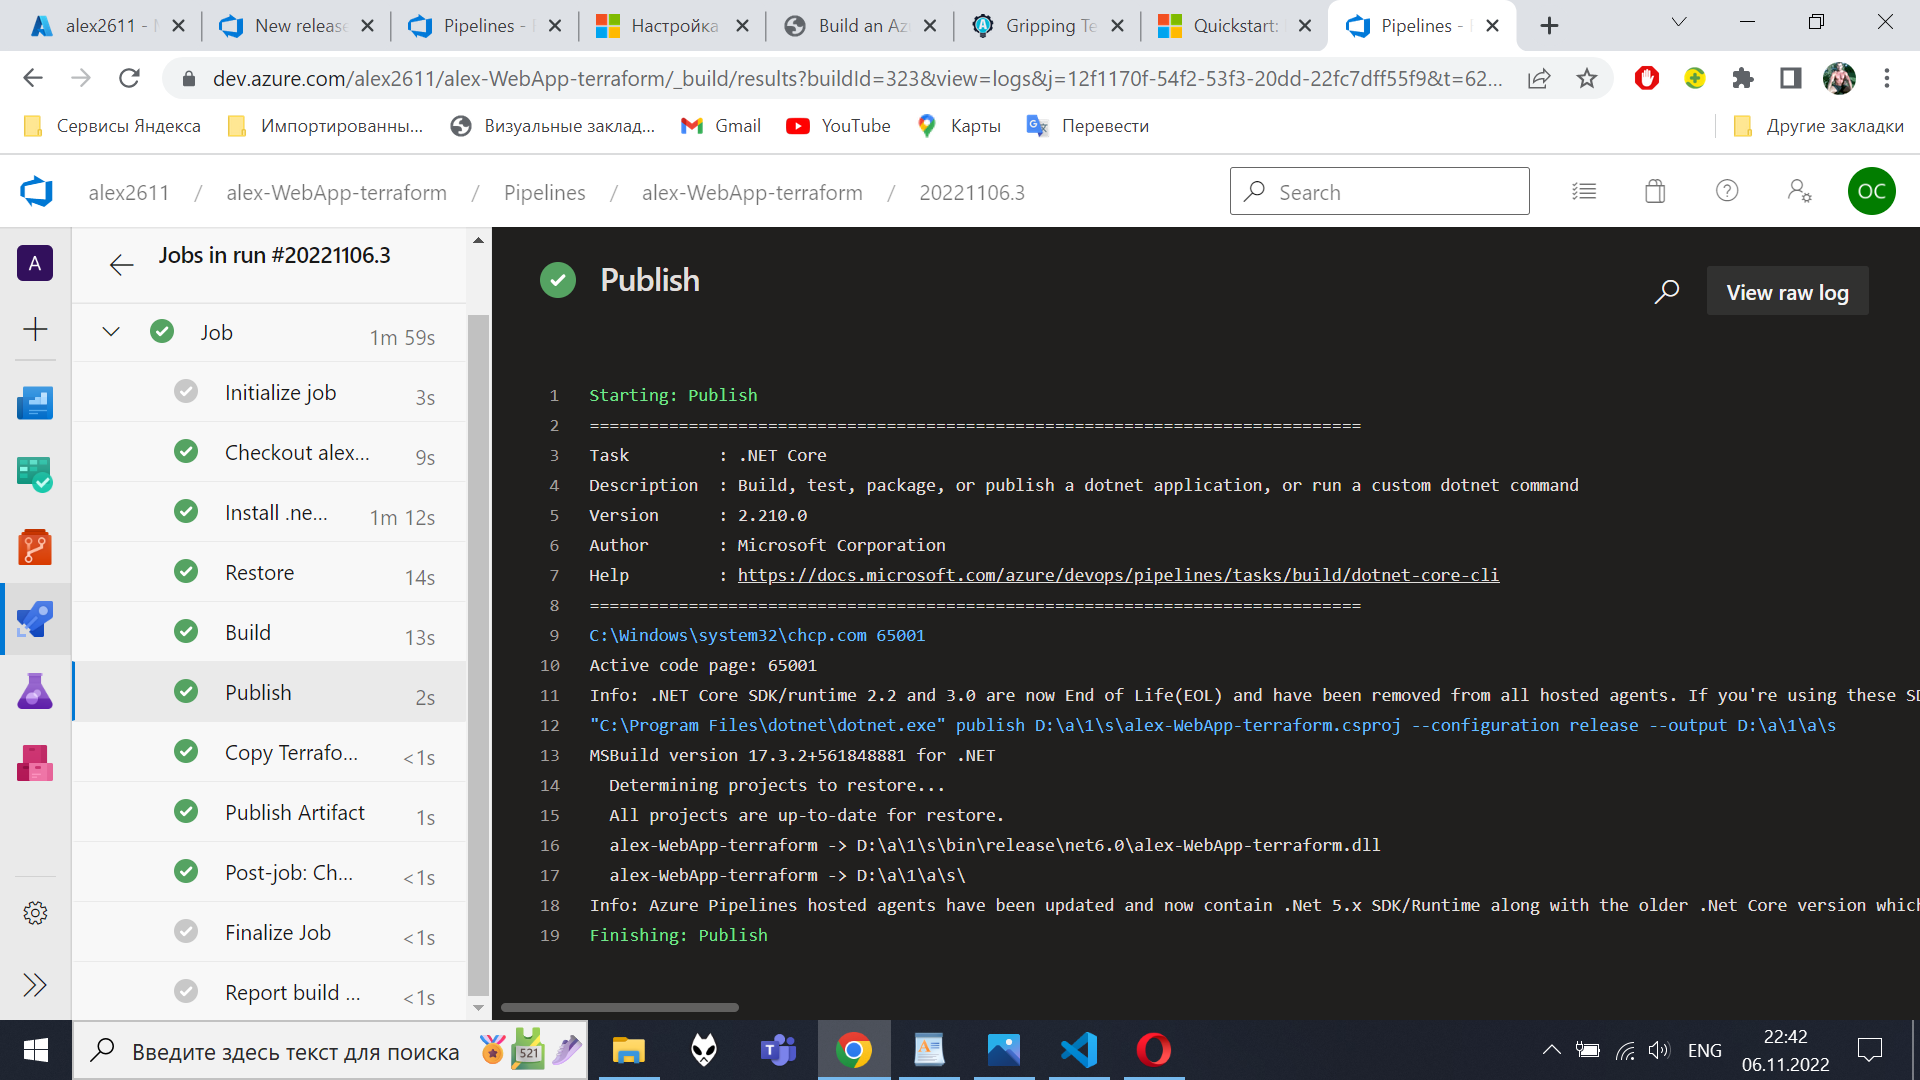 alex2611 - M
New release
Pipelines - I
Настройка
Build an Azu
Gripping Te
Quickstart:
Pipelines - I
dev.azure.com/alex2611/alex-WebApp-terraform/_build/results?buildId=323&view=logs&j=12f1170f-54f2-53f3-20dd-22fc7dff55f9&t=62...
Сервисы Яндекса
Импортированны...
Визуальные заклад...
Gmail
YouTube
Карты
Перевести
Другие закладки
alex2611 / alex-WebApp-terraform / Pipelines / alex-WebApp-terraform / 20221106.3
Search
OC
A
Jobs in run #20221106.3
Job 1m 59s
Initialize job 3s
Checkout alex... 9s
Install .ne... 1m 12s
Restore 14s
Build 13s
Publish 2s
Copy Terrafo... <1s
Publish Artifact 1s
Post-job: Ch... <1s
Finalize Job <1s
Report build ... <1s
Publish
View raw log
1 Starting: Publish
2 ==============================================================================
3 Task : .NET Core
4 Description : Build, test, package, or publish a dotnet application, or run a custom dotnet command
5 Version : 2.210.0
6 Author : Microsoft Corporation
7 Help : https://docs.microsoft.com/azure/devops/pipelines/tasks/build/dotnet-core-cli
8 ==============================================================================
9 C:\Windows\system32\chcp.com 65001
10 Active code page: 65001
11 Info: .NET Core SDK/runtime 2.2 and 3.0 are now End of Life(EOL) and have been removed from all hosted agents. If you're using these SD
12 "C:\Program Files\dotnet\dotnet.exe" publish D:\a\1\s\alex-WebApp-terraform.csproj --configuration release --output D:\a\1\a\s
13 MSBuild version 17.3.2+561848881 for .NET
14 Determining projects to restore...
15 All projects are up-to-date for restore.
16 alex-WebApp-terraform -> D:\a\1\s\bin\release\net6.0\alex-WebApp-terraform.dll
17 alex-WebApp-terraform -> D:\a\1\a\s\
18 Info: Azure Pipelines hosted agents have been updated and now contain .Net 5.x SDK/Runtime along with the older .Net Core version which
19 Finishing: Publish
Введите здесь текст для поиска
521
ENG
22:42
06.11.2022